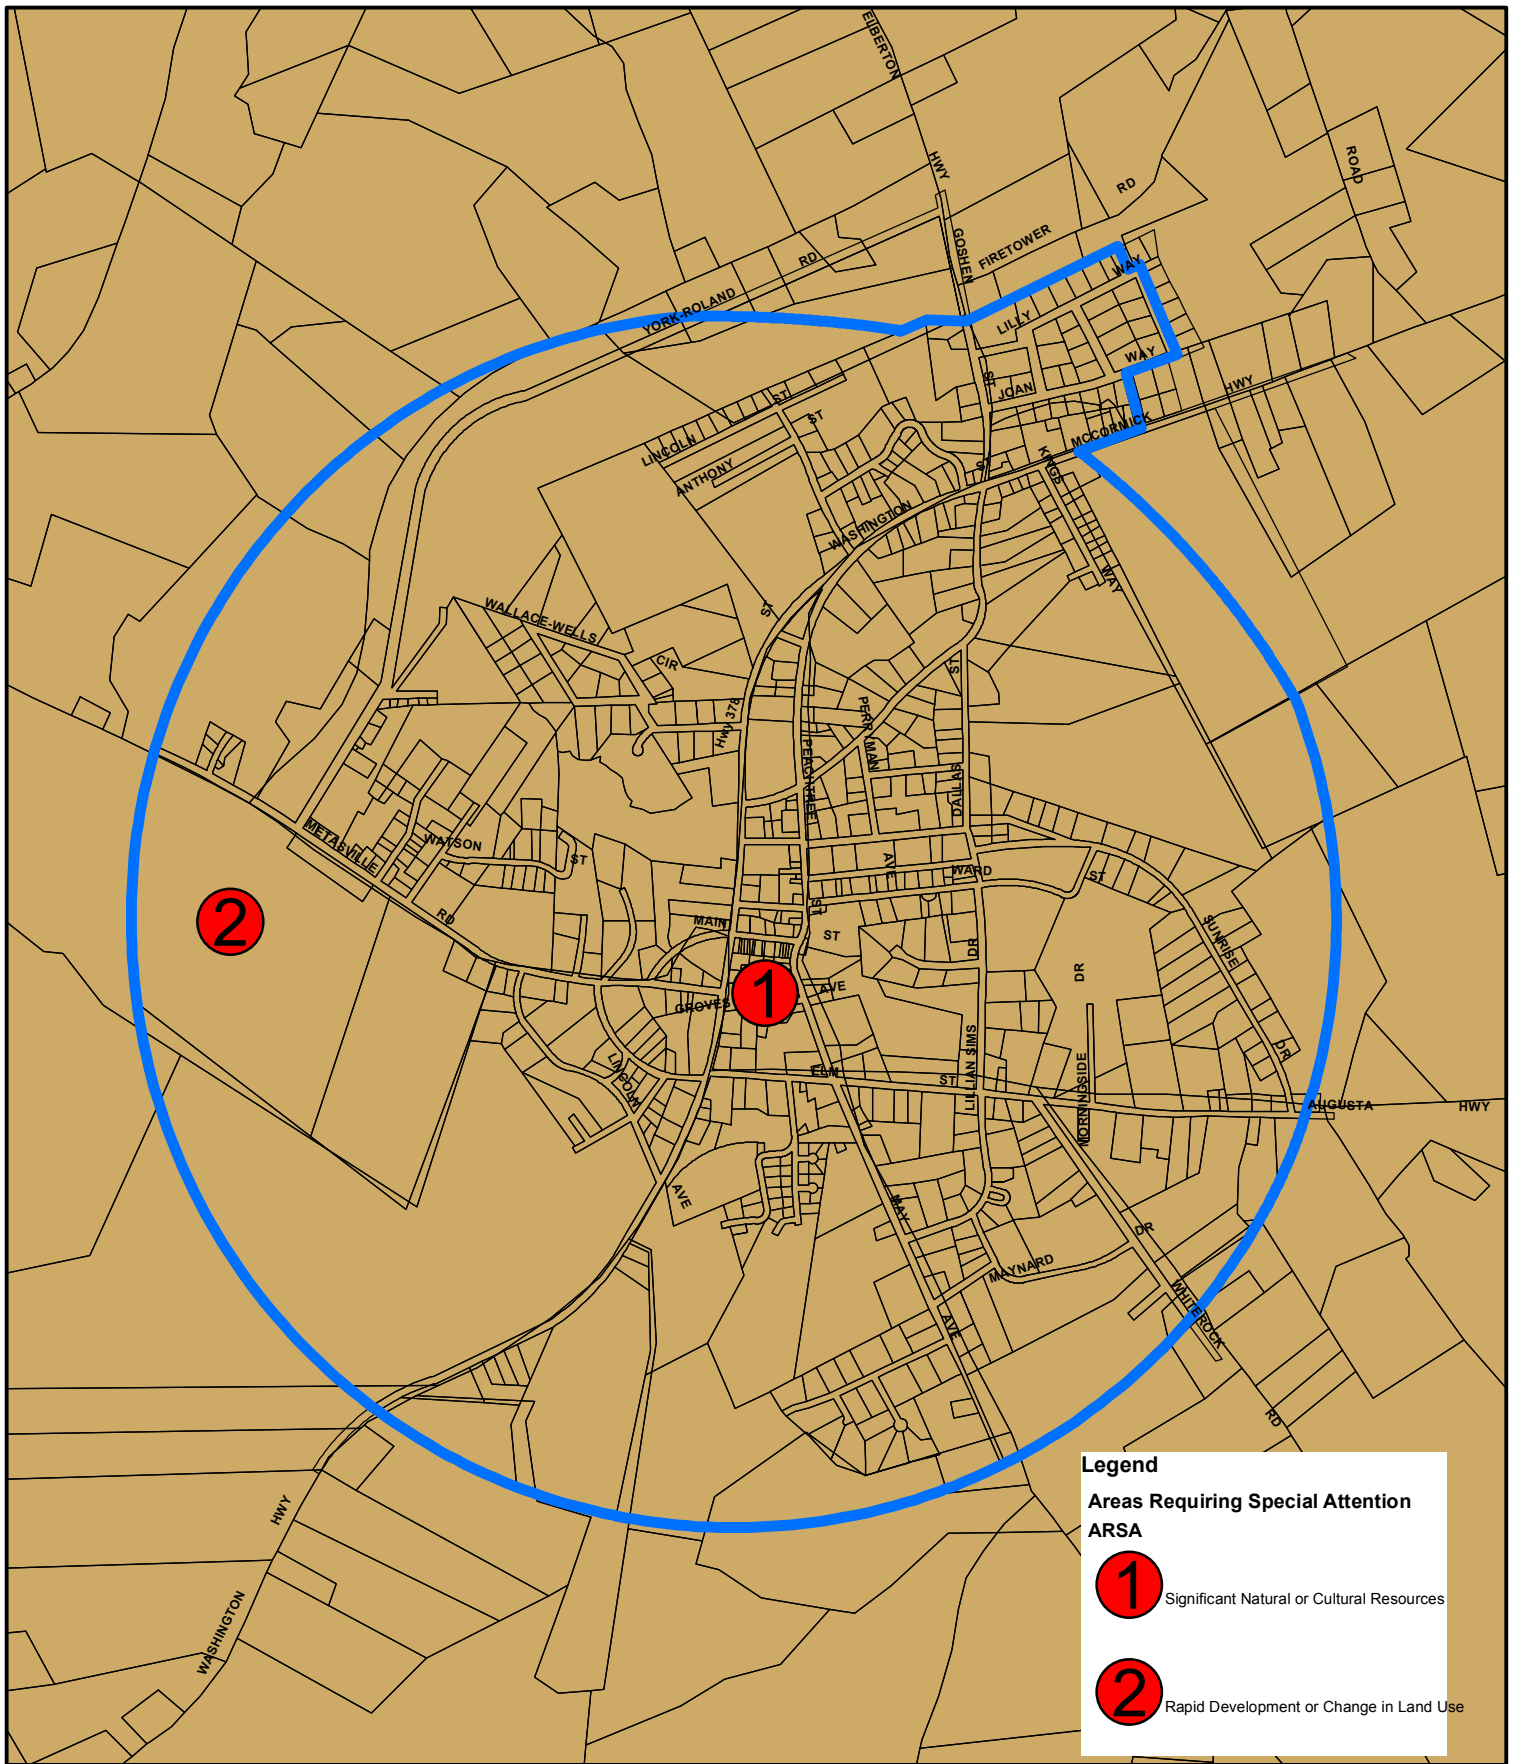 ELBERTON
HWY
ROAD
RD
GOSHEN
FIRETOWER
RD
WAY
YORK-ROLAND
LILLY
WAY
ST
JOAN
HWY
ST
ST
MCCORMICK
LINCOLN
ST
KINGS
ANTHONY
WASHINGTON
WAY
ST
WALLACE-WELLS
CIR
ST
Hwy 378
PERRYMAN
PEACHTREE
DALLAS
METASVILLE
WATSON
ST
AVE
WARD
ST
RD
MAIN
ST
ST
DR
SUNRISE
2
DR
1
GROVES
AVE
LINCOLN
ELM
ST
LILLIAN SIMS
MORNINGSIDE
DR
AUGUSTA
HWY
AVE
MAY
DR
MAYNARD
WHITEROCK
AVE
RD
HWY
WASHINGTON
Legend
Areas Requiring Special Attention
ARSA
1 Significant Natural or Cultural Resources
2 Rapid Development or Change in Land Use